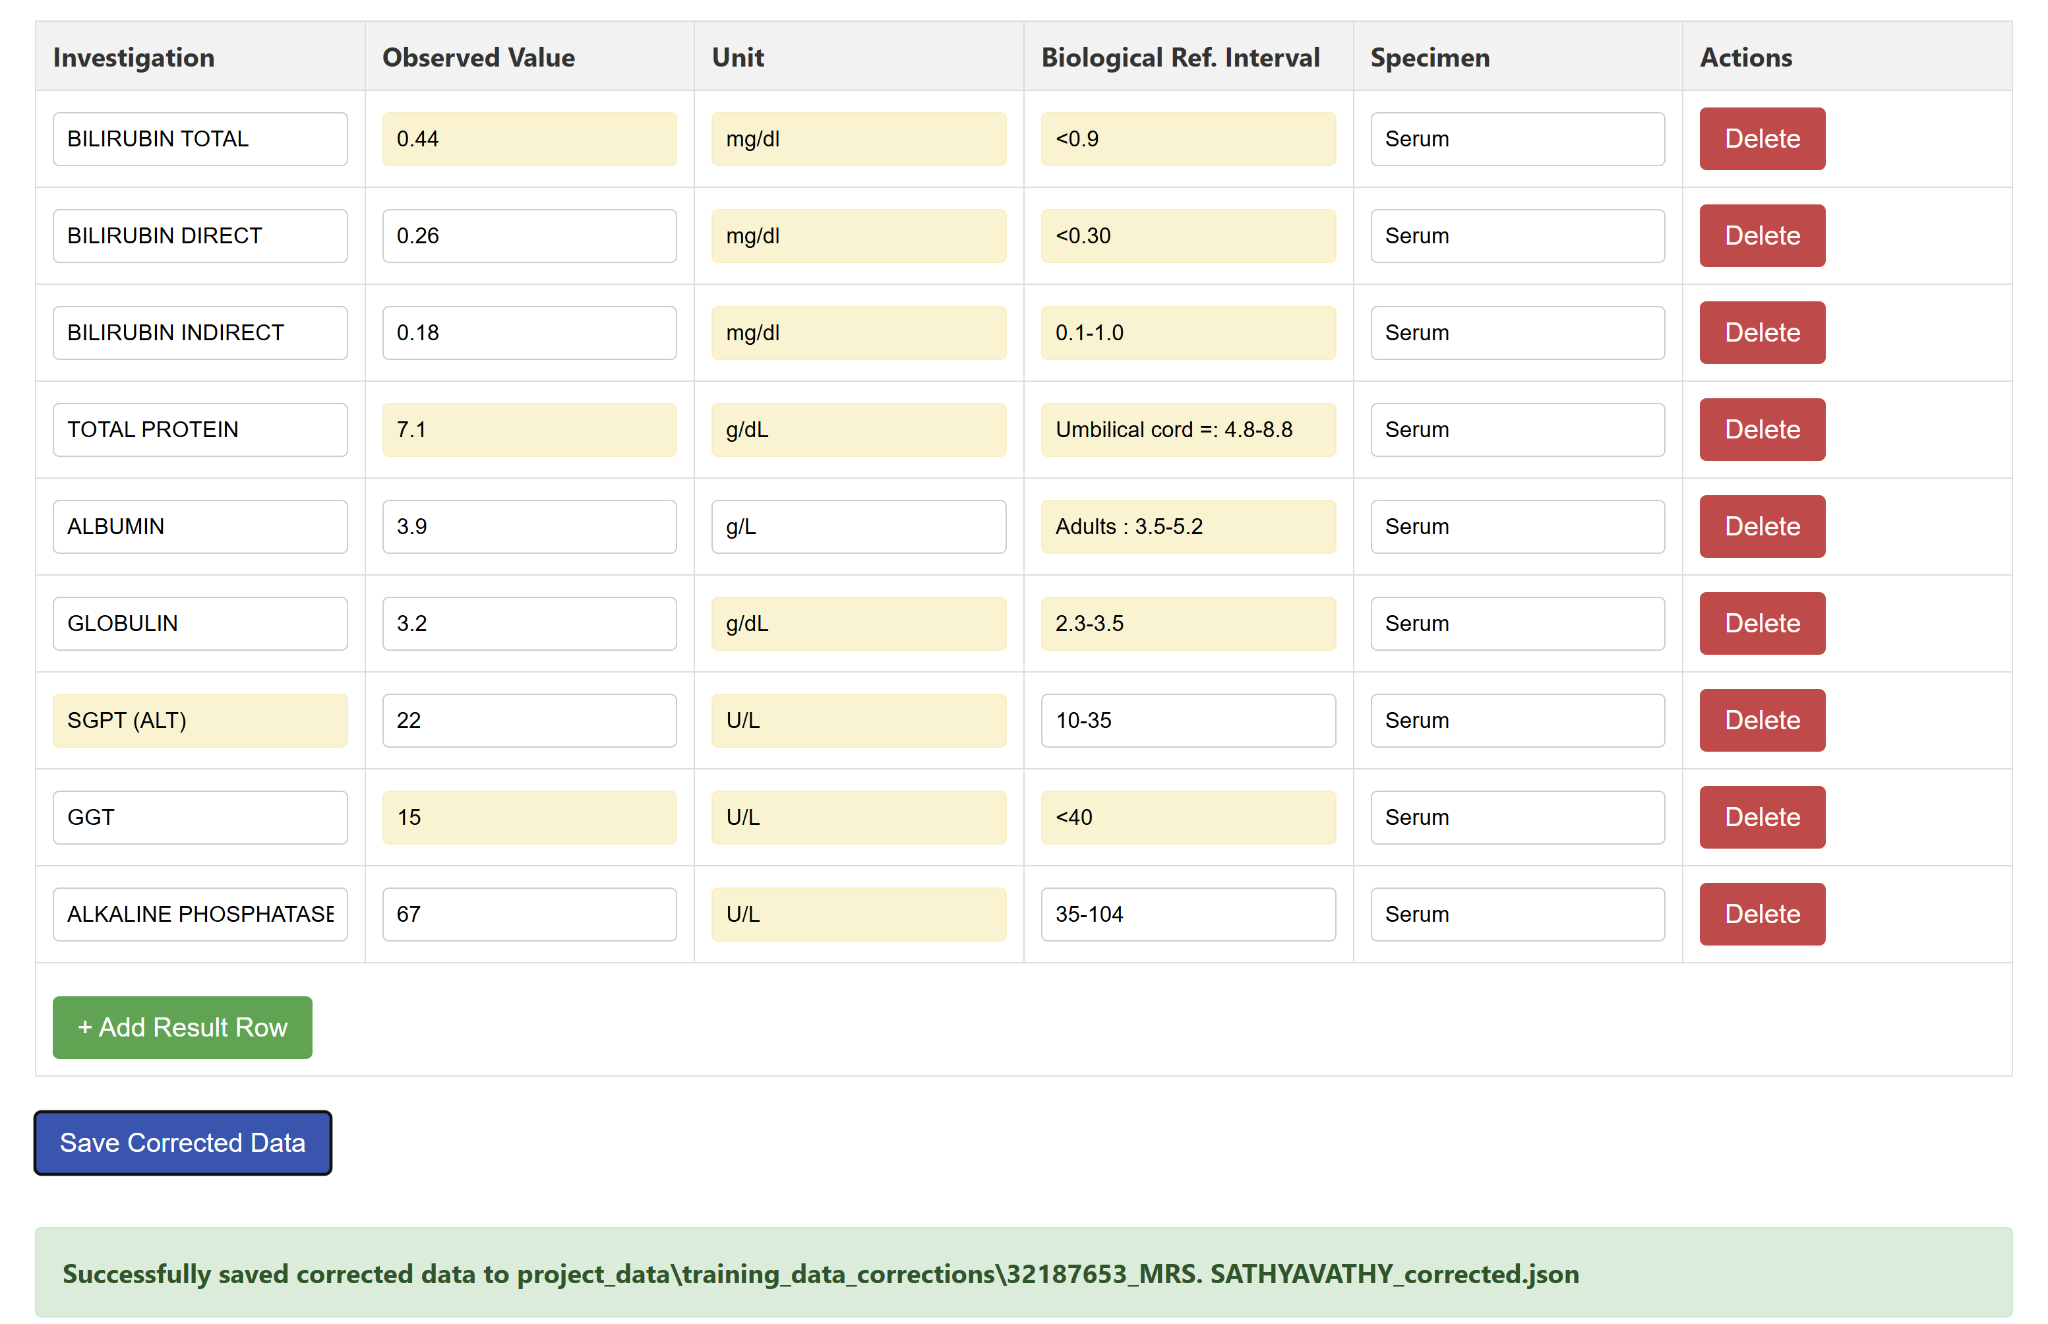 Investigation Observed Value Unit Biological Ref. Interval Specimen Actions
BILIRUBIN TOTAL 0.44 mg/dl <0.9 Serum Delete
BILIRUBIN DIRECT 0.26 mg/dl <0.30 Serum Delete
BILIRUBIN INDIRECT 0.18 mg/dl 0.1-1.0 Serum Delete
TOTAL PROTEIN 7.1 g/dL Umbilical cord =: 4.8-8.8 Serum Delete
ALBUMIN 3.9 g/L Adults : 3.5-5.2 Serum Delete
GLOBULIN 3.2 g/dL 2.3-3.5 Serum Delete
SGPT (ALT) 22 U/L 10-35 Serum Delete
GGT 15 U/L <40 Serum Delete
ALKALINE PHOSPHATASE 67 U/L 35-104 Serum Delete
+ Add Result Row
Save Corrected Data
Successfully saved corrected data to project_data\training_data_corrections\32187653_MRS. SATHYAVATHY_corrected.json